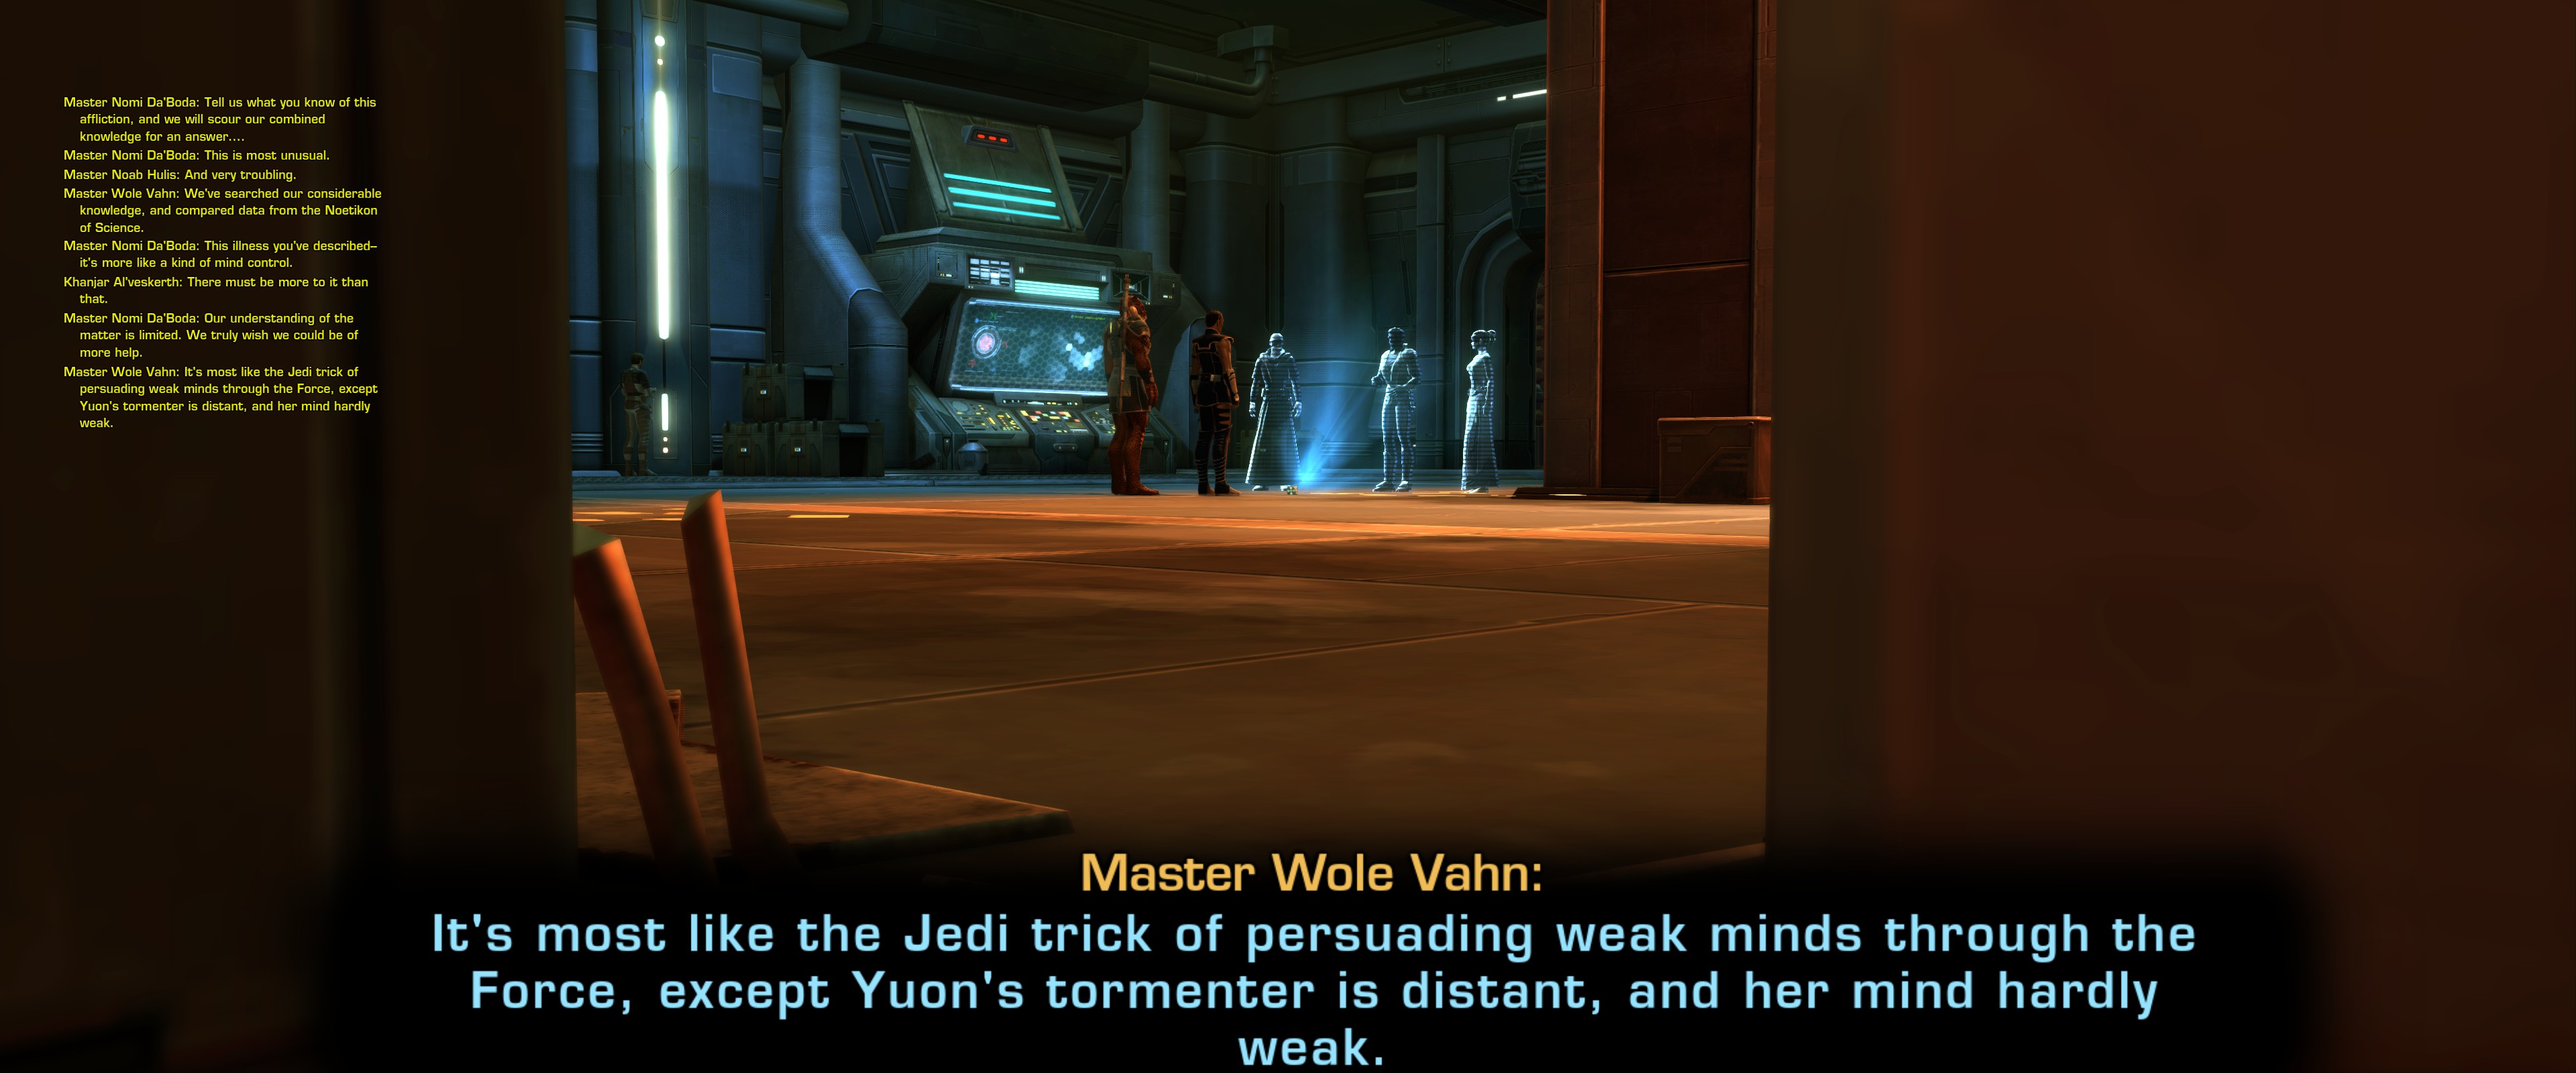 Master Nomi Da'Boda: Tell us what you know of this
affliction, and we will scour our combined
knowledge for an answer....
Master Nomi Da'Boda: This is most unusual.
Master Noab Hulis: And very troubling.
Master Wole Vahn: We've searched our considerable
knowledge, and compared data from the Noetikon
of Science.
Master Nomi Da'Boda: This illness you've described–
it's more like a kind of mind control.
Khanjar Al'veskerth: There must be more to it than
that.
Master Nomi Da'Boda: Our understanding of the
matter is limited. We truly wish we could be of
more help.
Master Wole Vahn: It's most like the Jedi trick of
persuading weak minds through the Force, except
Yuon's tormenter is distant, and her mind hardly
weak.
Master Wole Vahn:
It's most like the Jedi trick of persuading weak minds through the
Force, except Yuon's tormenter is distant, and her mind hardly
weak.